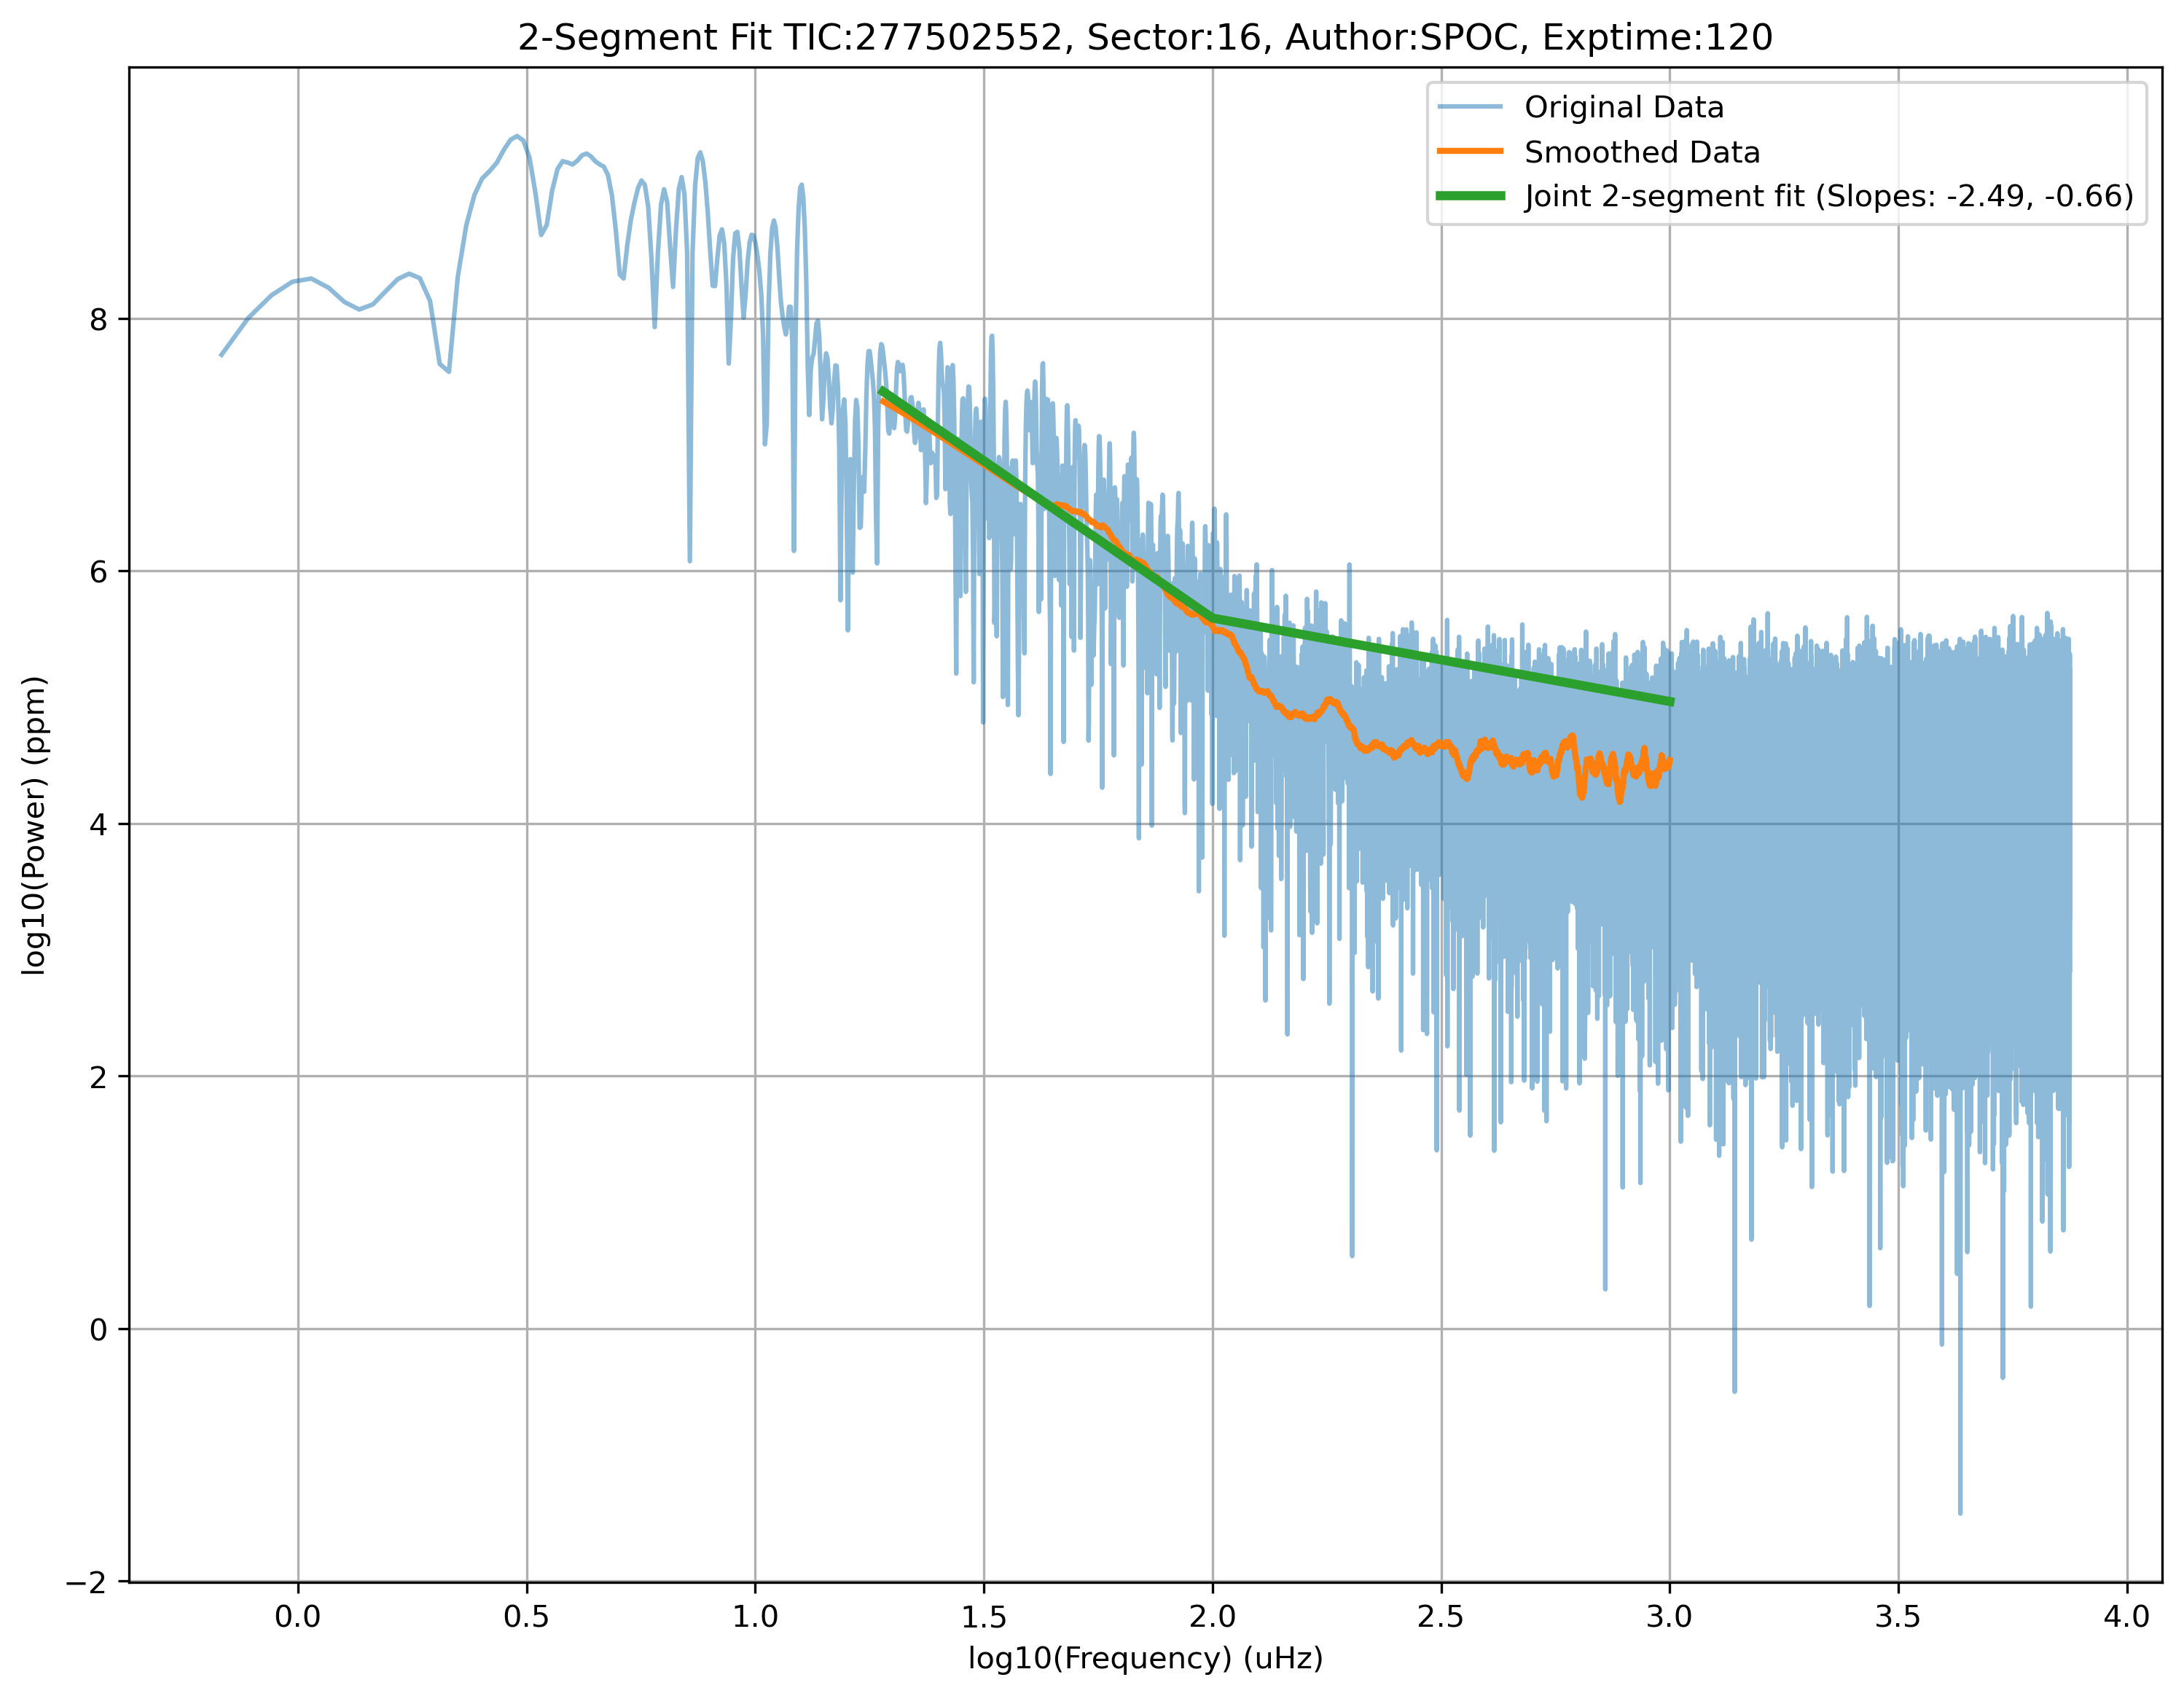 2-Segment Fit TIC:277502552, Sector:16, Author:SPOC, Exptime:120
Original Data
Smoothed Data
Joint 2-segment fit (Slopes: -2.49, -0.66)
log10(Power) (ppm)
8
6
4
2
0
−2
0.0 0.5 1.0 1.5 2.0 2.5 3.0 3.5 4.0
log10(Frequency) (uHz)